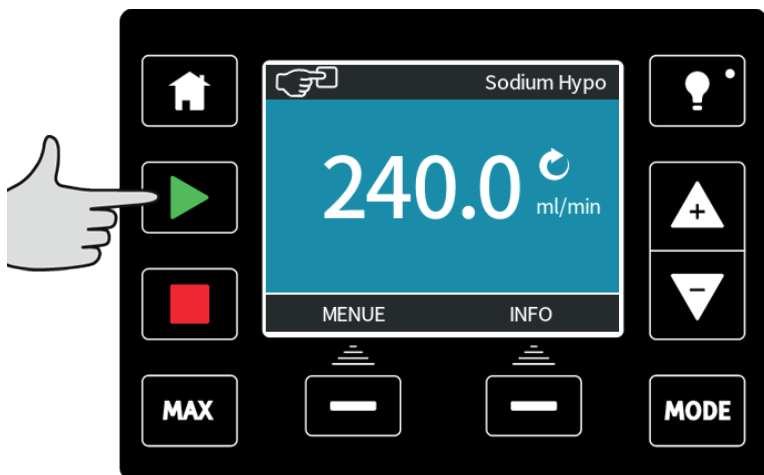 Sodium Hypo
240.0
ml/min
MENUE INFO
MAX
MODE
+
-